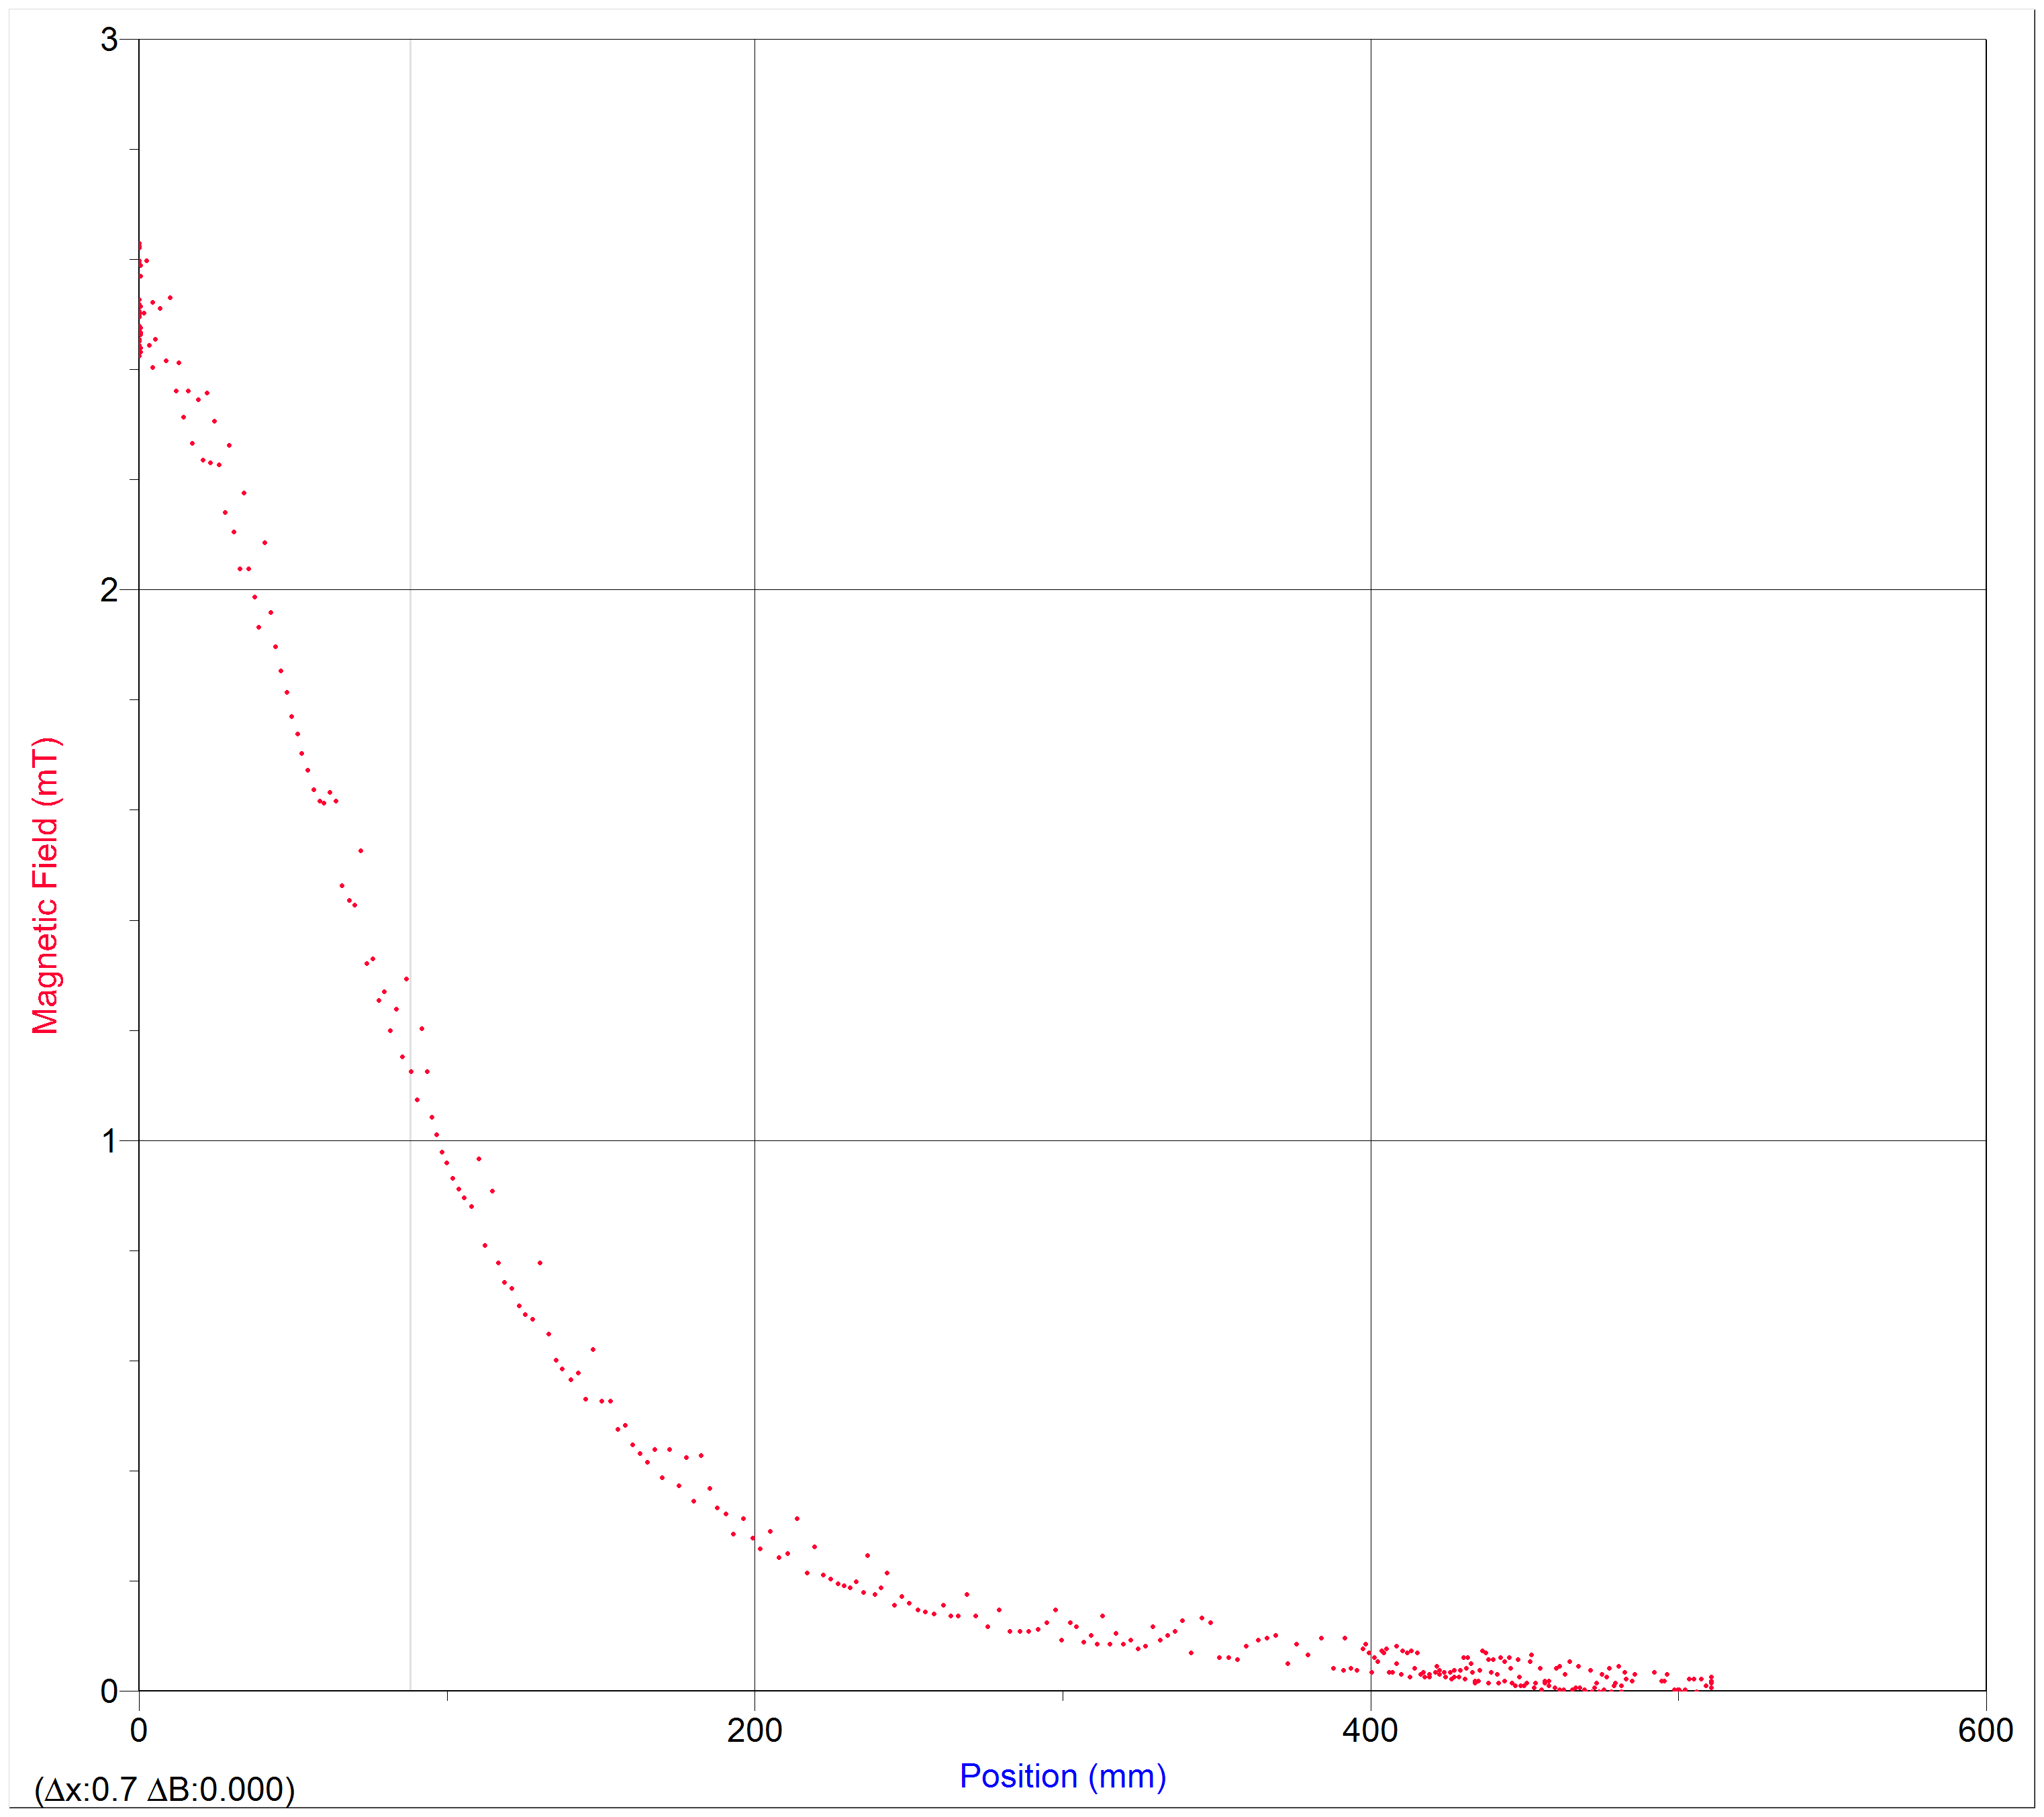 3
2
1
0
Magnetic Field (mT)
0 200 400 600
Position (mm)
(Δx:0.7 ΔB:0.000)